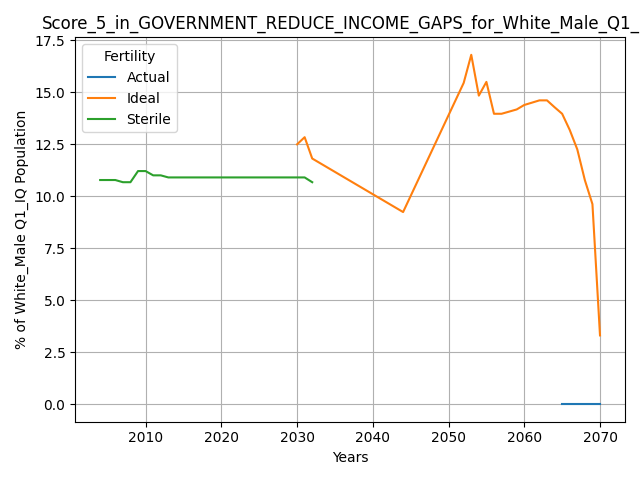 Score_5_in_GOVERNMENT_REDUCE_INCOME_GAPS_for_White_Male_Q1_
17.5
15.0
12.5
10.0
7.5
5.0
2.5
0.0
% of White_Male Q1_IQ Population
Fertility
Actual
Ideal
Sterile
2010 2020 2030 2040 2050 2060 2070
Years